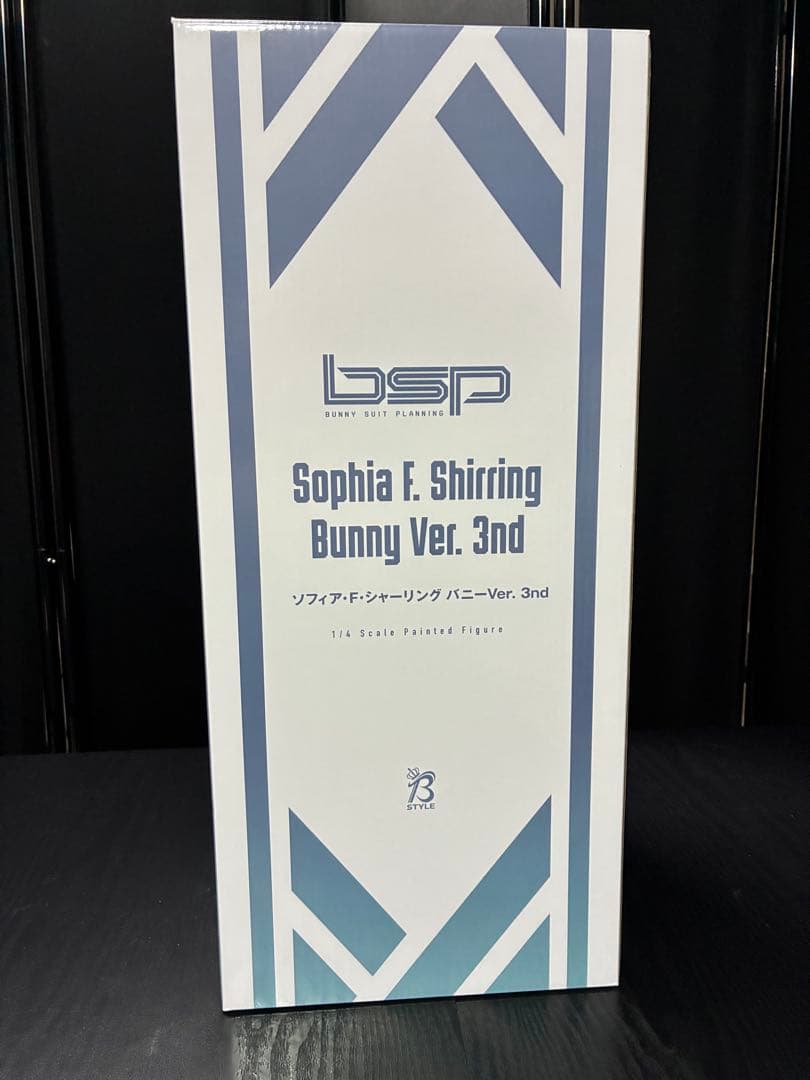 bsp
BUNNY SUIT PLANNING
Sophia F. Shirring
Bunny Ver. 3nd
ソフィア・F・シャーリング バニーVer. 3nd
1/4 Scale Painted Figure
B
STYLE